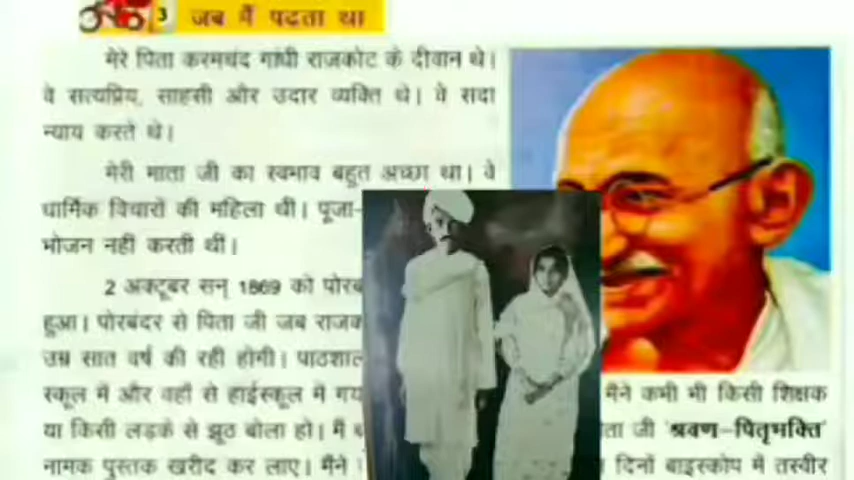 3 जब मैं पढ़ता था
मेरे पिता करमचंद गांधी राजकोट के दीवान थे।
वे सत्यप्रिय, साहसी और उदार व्यक्ति थे। वे सदा
न्याय करते थे।
मेरी माता जी का स्वभाव बहुत अच्छा था। वे
धार्मिक विचारों की महिला थीं। पूजा-
भोजन नहीं करती थीं।
2 अक्टूबर सन् 1869 को पोरब
हुआ। पोरबंदर से पिता जी जब राजक
उम्र सात वर्ष की रही होगी। पाठशाल
स्कूल में और वहाँ से हाईस्कूल में गय मैंने कभी भी किसी शिक्षक
या किसी लड़के से झूठ बोला हो। मैं ता जी 'श्रवण-पितृभक्ति'
नामक पुस्तक खरीद कर लाए। मैंने दिनों बाइस्कोप में तस्वीर